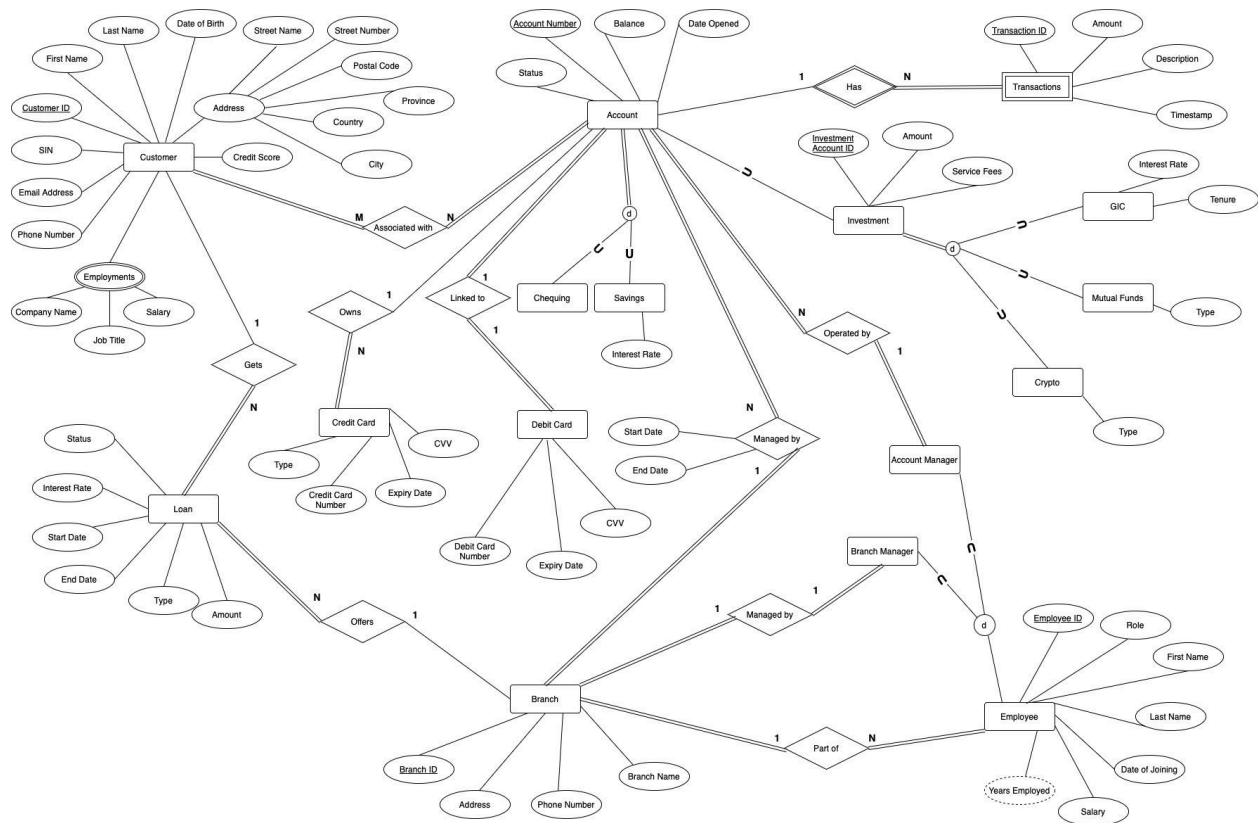 Date of Birth
Last Name
First Name
Customer ID
SIN
Email Address
Phone Number
Customer
Street Name
Street Number
Postal Code
Province
Country
City
Address
Credit Score
Employments
Company Name
Job Title
Salary
Account Number
Balance
Date Opened
Status
Account
1
Has
N
Transactions
Transaction ID
Amount
Description
Timestamp
M
Associated with
N
U
Investment
Account ID
Amount
Service Fees
Investment
d
U
GIC
Interest Rate
Tenure
U
Mutual Funds
Type
U
Crypto
Type
d
U
U
Chequing
Savings
Interest Rate
1
Owns
N
Credit Card
Type
Credit Card
Number
Expiry Date
CVV
1
Linked to
1
Debit Card
Debit Card
Number
Expiry Date
CVV
N
Operated by
1
Account Manager
N
Start Date
End Date
Managed by
1
1
Gets
N
Loan
Status
Interest Rate
Start Date
End Date
Type
Amount
N
Offers
1
Branch
Branch ID
Address
Phone Number
Branch Name
1
Managed by
1
Branch Manager
U
U
d
1
Part of
N
Employee
Employee ID
Role
First Name
Last Name
Date of Joining
Salary
Years Employed